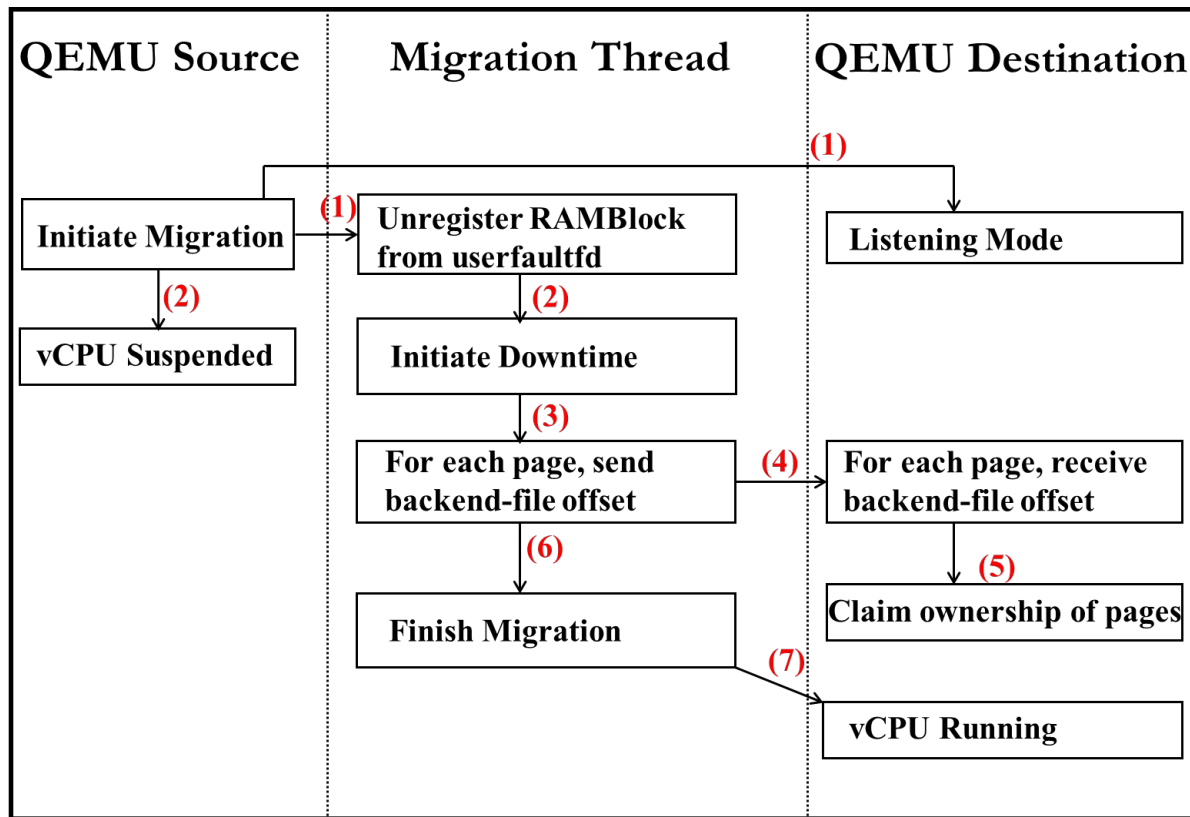 QEMU Source
Migration Thread
QEMU Destination
(1)
Initiate Migration
(1)
Unregister RAMBlock
from userfaultfd
Listening Mode
(2)
(2)
vCPU Suspended
Initiate Downtime
(3)
For each page, send
backend-file offset
(4)
For each page, receive
backend-file offset
(6)
(5)
Claim ownership of pages
Finish Migration
(7)
vCPU Running